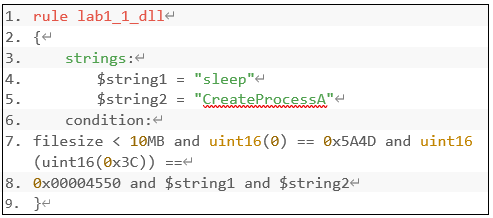 1. rule lab1_1_dll↵
2. {↵
3. strings:↵
4. $string1 = "sleep"↵
5. $string2 = "CreateProcessA"↵
6. condition:↵
7. filesize < 10MB and uint16(0) == 0x5A4D and uint16
(uint16(0x3C)) ==↵
8. 0x00004550 and $string1 and $string2↵
9. }↵